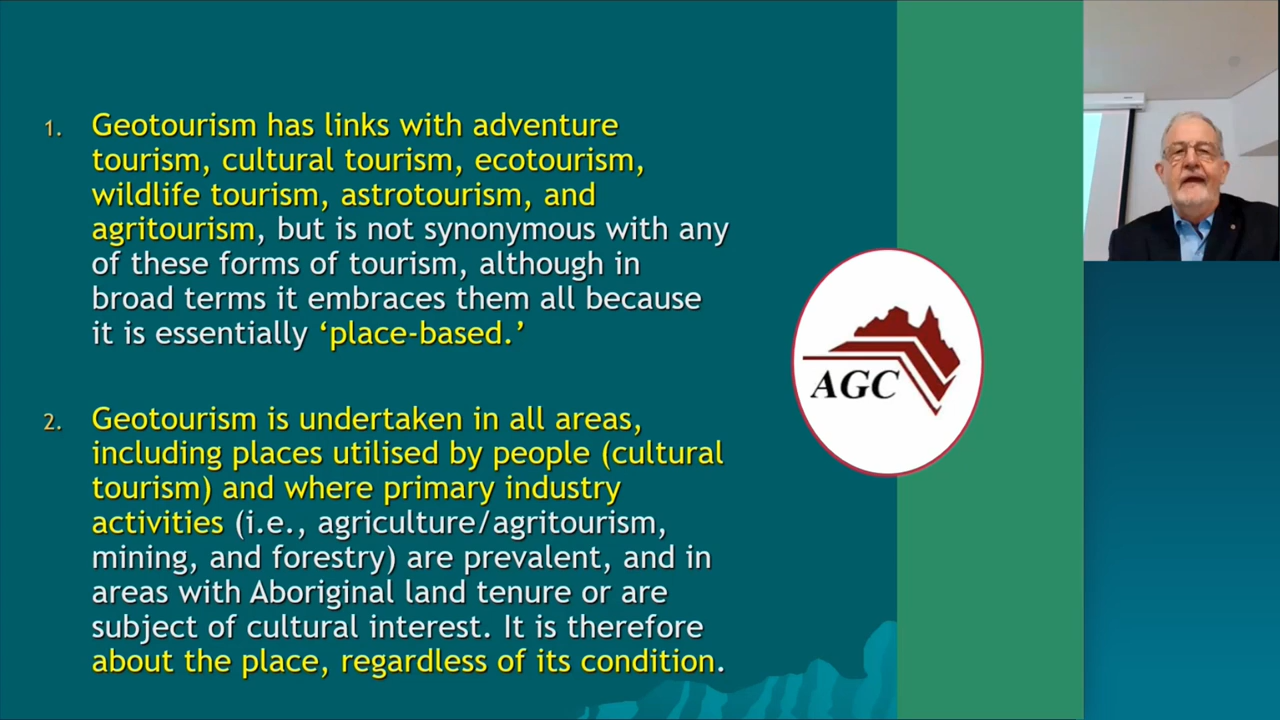 1. Geotourism has links with adventure
tourism, cultural tourism, ecotourism,
wildlife tourism, astrotourism, and
agritourism, but is not synonymous with any
of these forms of tourism, although in
broad terms it embraces them all because
it is essentially ‘place-based.’
2. Geotourism is undertaken in all areas,
including places utilised by people (cultural
tourism) and where primary industry
activities (i.e., agriculture/agritourism,
mining, and forestry) are prevalent, and in
areas with Aboriginal land tenure or are
subject of cultural interest. It is therefore
about the place, regardless of its condition.
AGC